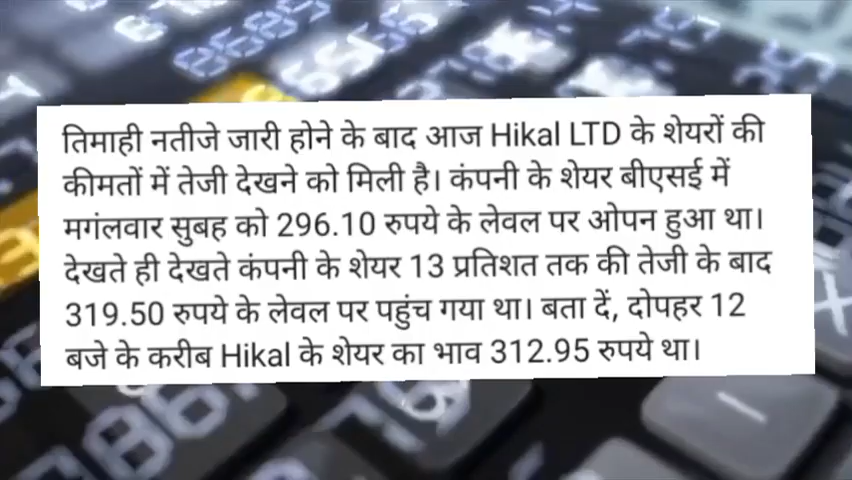 तिमाही नतीजे जारी होने के बाद आज Hikal LTD के शेयरों की
कीमतों में तेजी देखने को मिली है। कंपनी के शेयर बीएसई में
मगंलवार सुबह को 296.10 रुपये के लेवल पर ओपन हुआ था।
देखते ही देखते कंपनी के शेयर 13 प्रतिशत तक की तेजी के बाद
319.50 रुपये के लेवल पर पहुंच गया था। बता दें, दोपहर 12
बजे के करीब Hikal के शेयर का भाव 312.95 रुपये था।